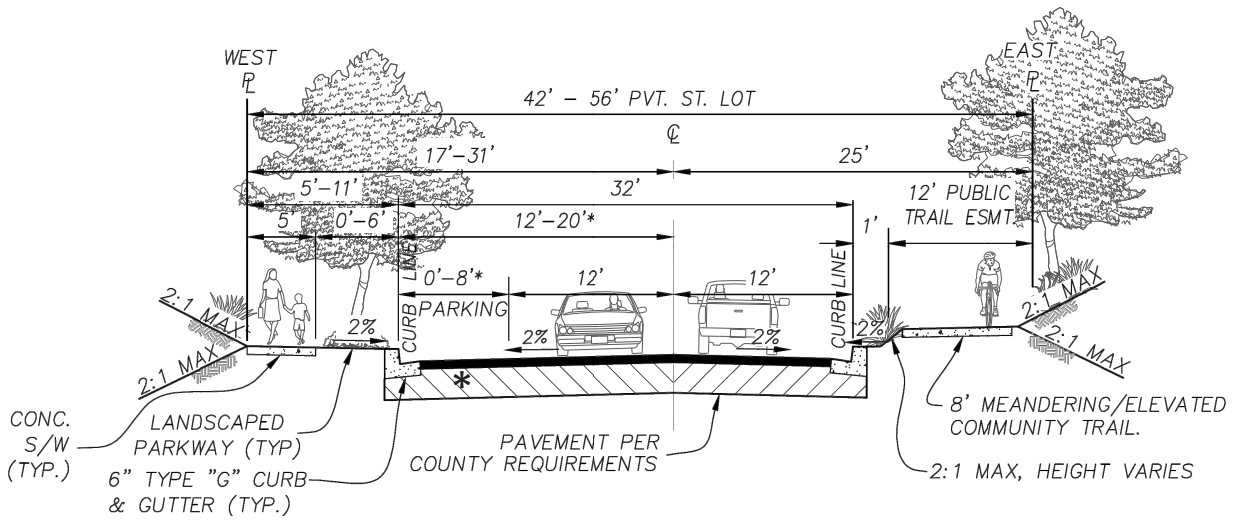 WEST
℄
EAST
℄
42' - 56' PVT. ST. LOT
℄
17'-31'
25'
5'-11'
32'
12' PUBLIC
TRAIL ESMT.
5'
0'-6'
12'-20'*
1'
CURB LINE
0'-8'*
PARKING
12'
12'
CURB LINE
2:1 MAX
2:1 MAX
2%
2%
2%
2%
2:1 MAX
2:1 MAX
*
CONC.
S/W
(TYP.)
LANDSCAPED
PARKWAY (TYP)
6" TYPE "G" CURB
& GUTTER (TYP.)
PAVEMENT PER
COUNTY REQUIREMENTS
8' MEANDERING/ELEVATED
COMMUNITY TRAIL.
2:1 MAX, HEIGHT VARIES